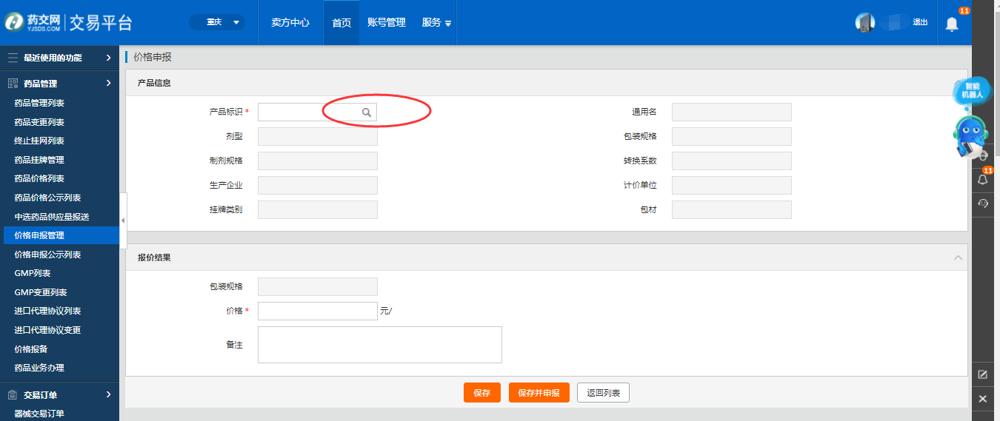 药交网 YJSDS.COM 交易平台
重庆
卖方中心
首页
账号管理
服务
退出
11
最近使用的功能
药品管理
药品管理列表
药品变更列表
终止挂网列表
药品挂牌管理
药品价格列表
药品价格公示列表
中选药品供应量报送
价格申报管理
价格申报公示列表
GMP列表
GMP变更列表
进口代理协议列表
进口代理协议变更
价格报备
药品业务办理
交易订单
器械交易订单
价格申报
产品信息
产品标识 *
通用名
剂型
包装规格
制剂规格
转换系数
生产企业
计价单位
挂牌类别
包材
报价结果
包装规格
价格 * 元/
备注
保存
保存并申报
返回列表
智能
机器人
11